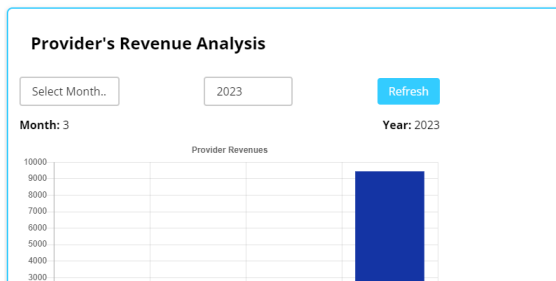 Provider's Revenue Analysis
Select Month.. 2023 Refresh
Month: 3 Year: 2023
Provider Revenues
10000
9000
8000
7000
6000
5000
4000
3000